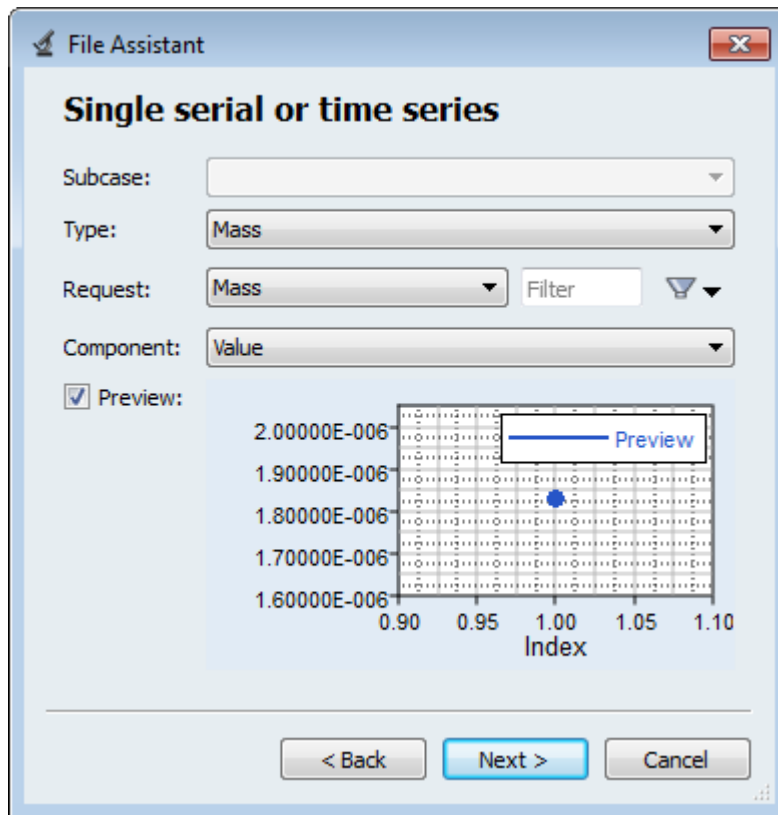 File Assistant
Single serial or time series
Subcase:
Type: Mass
Request: Mass Filter
Component: Value
Preview:
Preview
2.00000E-006
1.90000E-006
1.80000E-006
1.70000E-006
1.60000E-006
0.90 0.95 1.00 1.05 1.10
Index
< Back Next > Cancel